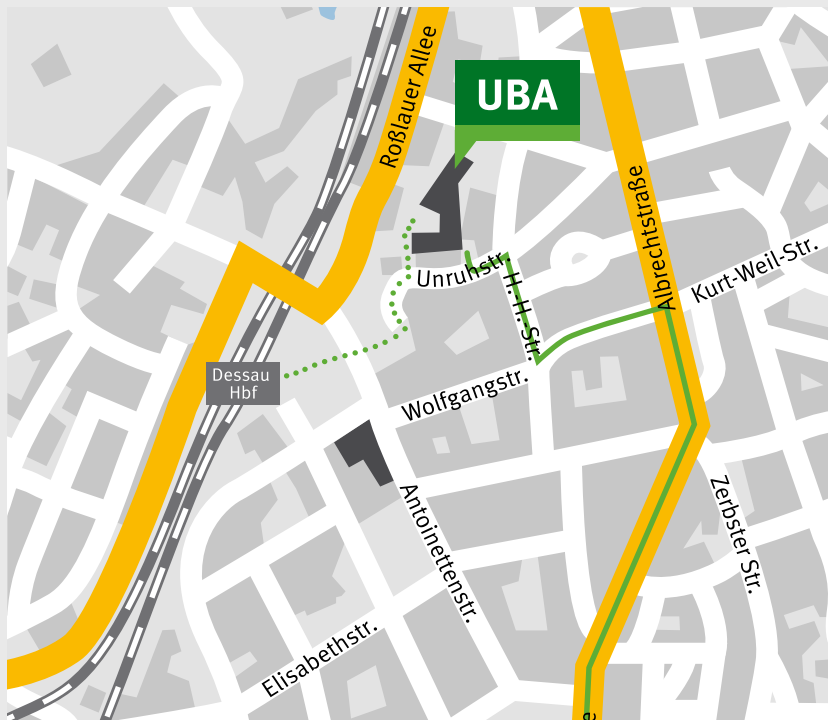 Roßlauer Allee
UBA
Albrechtstraße
Kurt-Weil-Str.
Unruhstr.
H.-H.-Str.
Dessau
Hbf
Wolfgangstr.
Antoinettenstr.
Zerbster Str.
Elisabethstr.
e